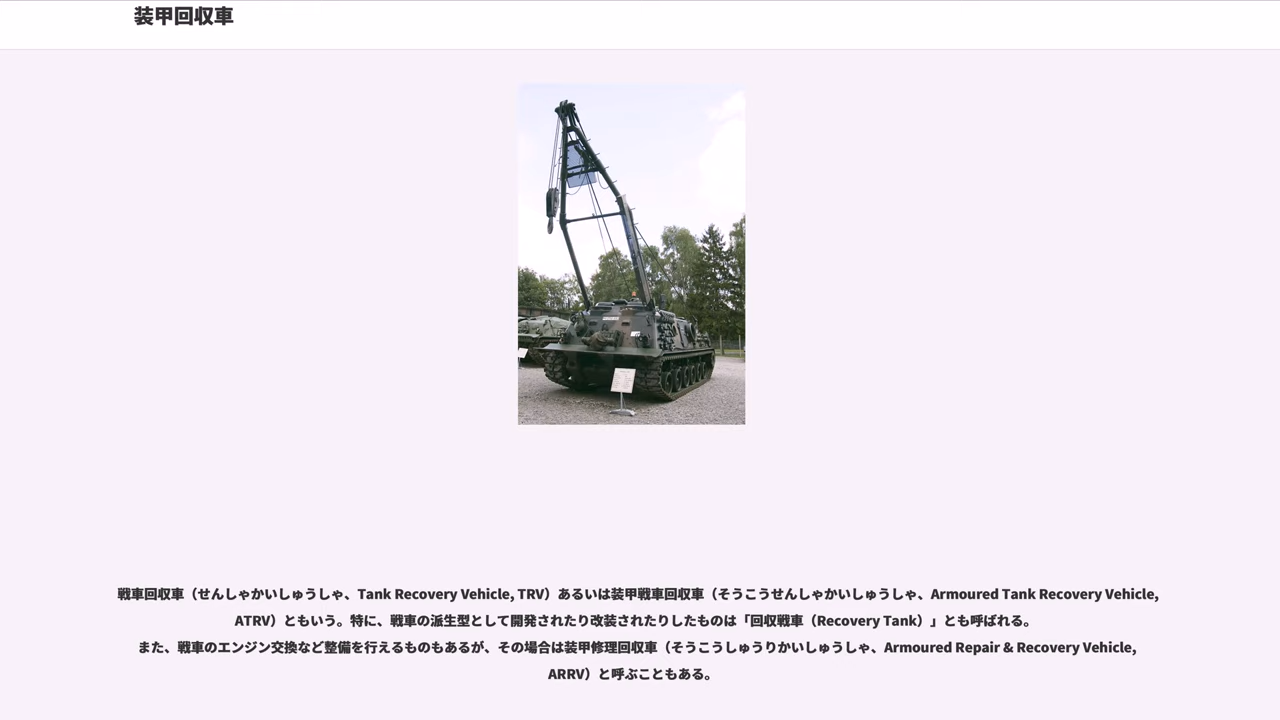 装甲回収車
戦車回収車（せんしゃかいしゅうしゃ、Tank Recovery Vehicle, TRV）あるいは装甲戦車回収車（そうこうせんしゃかいしゅうしゃ、Armoured Tank Recovery Vehicle,
ATRV）ともいう。特に、戦車の派生型として開発されたり改装されたりしたものは「回収戦車（Recovery Tank）」とも呼ばれる。
また、戦車のエンジン交換など整備を行えるものもあるが、その場合は装甲修理回収車（そうこうしゅうりかいしゅうしゃ、Armoured Repair & Recovery Vehicle,
ARRV）と呼ぶこともある。